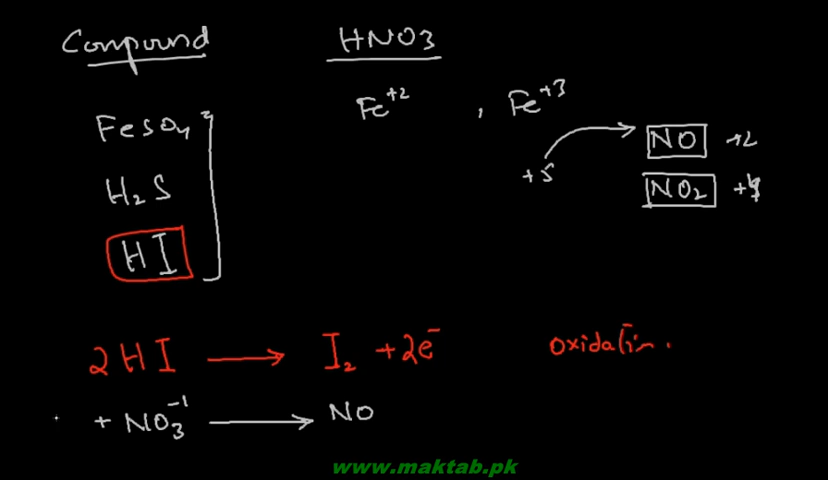 Compound HNO3
Fe+2 , Fe+3
FeSO4
NO +2
+5
H2S NO2 +4
HI
2HI → I2 + 2e- oxidation.
+ NO3-1 → NO
www.maktab.pk